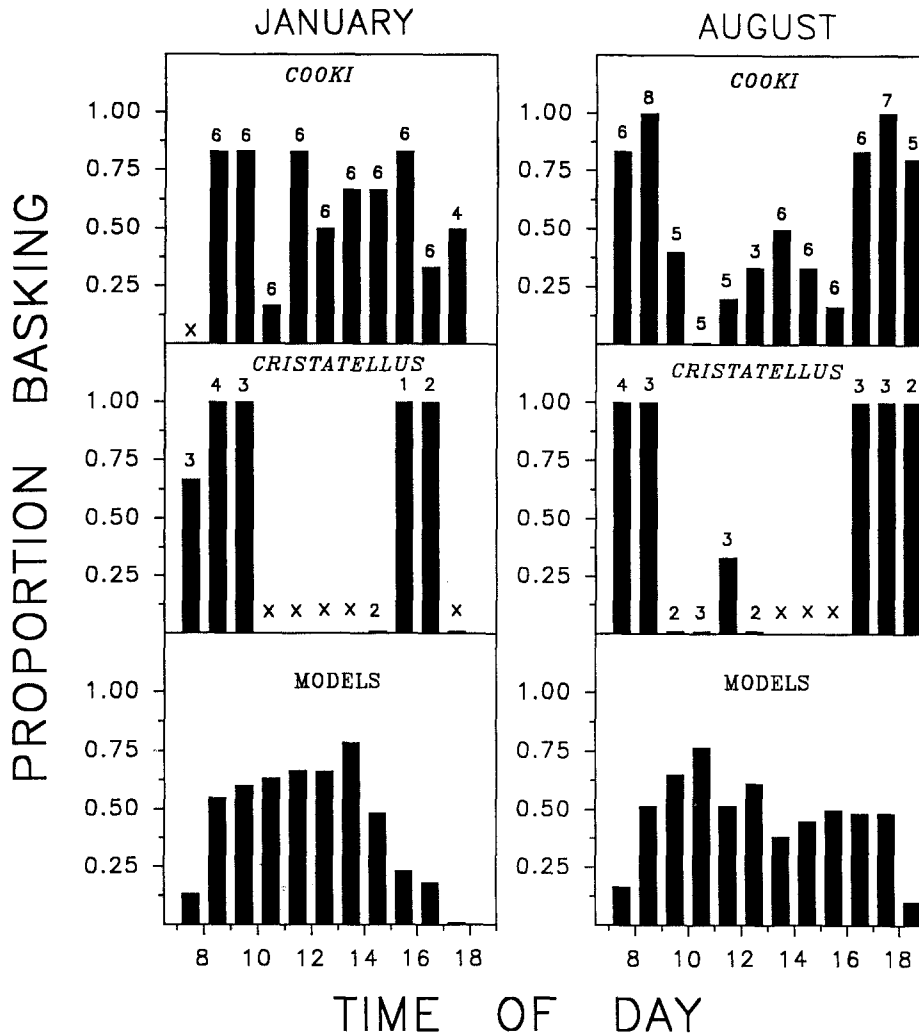 JANUARY
AUGUST
PROPORTION BASKING
COOKI
1.00
0.75
0.50
0.25
X 6 6 6 6 6 6 6 6 6 4
COOKI
1.00
0.75
0.50
0.25
6 8 5 5 5 3 6 6 6 6 7 5
CRISTATELLUS
1.00
0.75
0.50
0.25
3 4 3 X X X X 2 1 2 X
CRISTATELLUS
1.00
0.75
0.50
0.25
4 3 2 3 3 2 X X X 3 3 2
MODELS
1.00
0.75
0.50
0.25
8 10 12 14 16 18
MODELS
1.00
0.75
0.50
0.25
8 10 12 14 16 18
TIME OF DAY